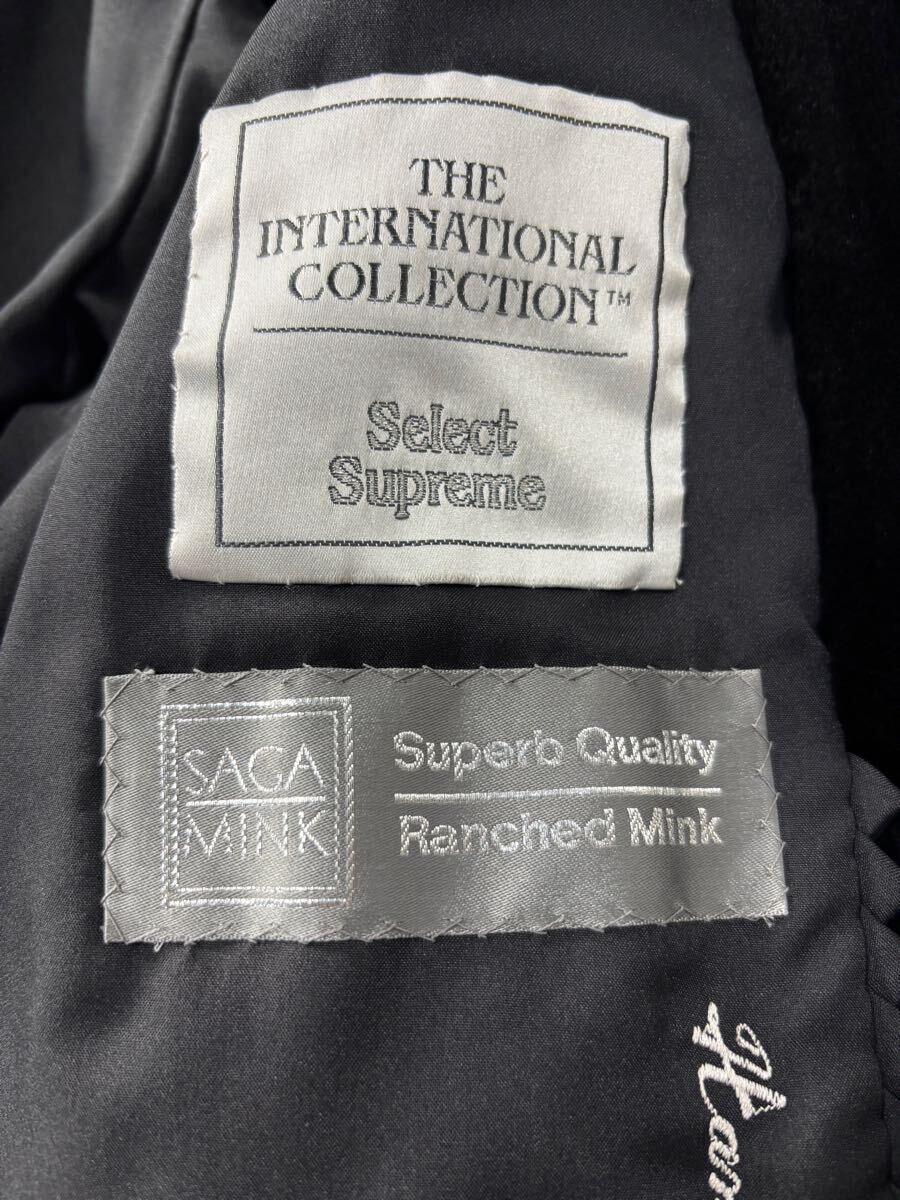 THE
INTERNATIONAL
COLLECTION™
Select
Supreme
SAGA
MINK
Superb Quality
Ranched Mink